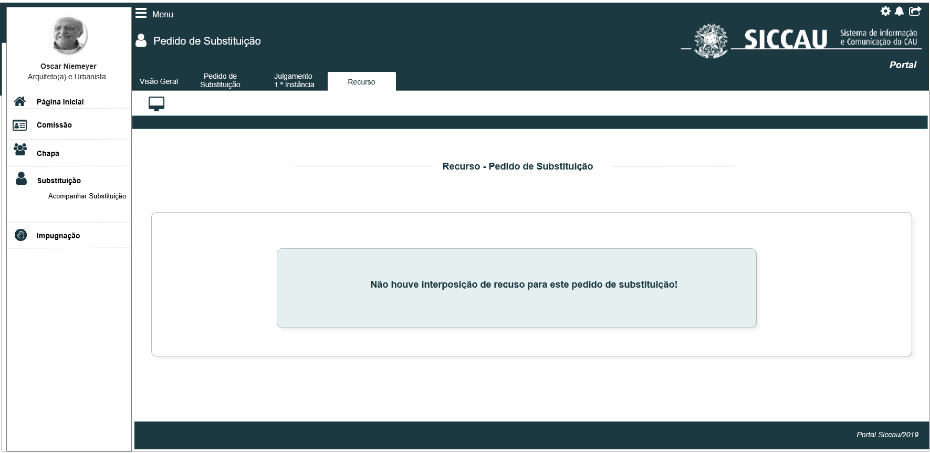 Menu
Pedido de Substituição
SICCAU
Sistema de informação
e Comunicação do CAU
Portal
Visão Geral
Pedido de
Substituição
Julgamento
1 º Instância
Recurso
Oscar Niemeyer
Arquiteto(a) e Urbanista
Página Inicial
Comissão
Chapa
Substituição
Acompanhar Substituição
Impugnação
Recurso - Pedido de Substituição
Não houve interposição de recuso para este pedido de substituição!
Portal Siccau/2019